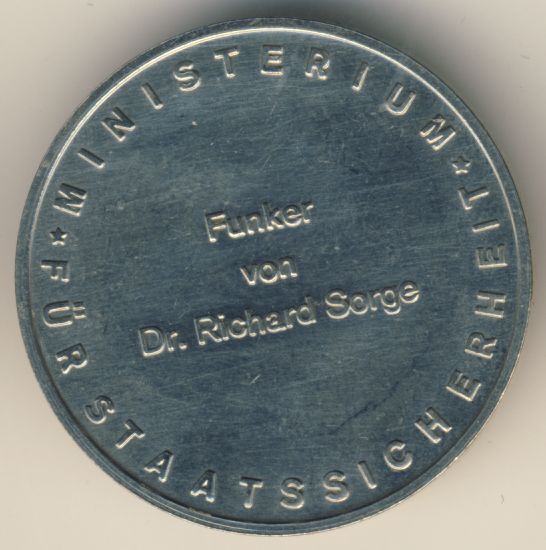 MINISTERIUM
★ FÜR STAATSSICHERHEIT ★
Funker
von
Dr. Richard Sorge